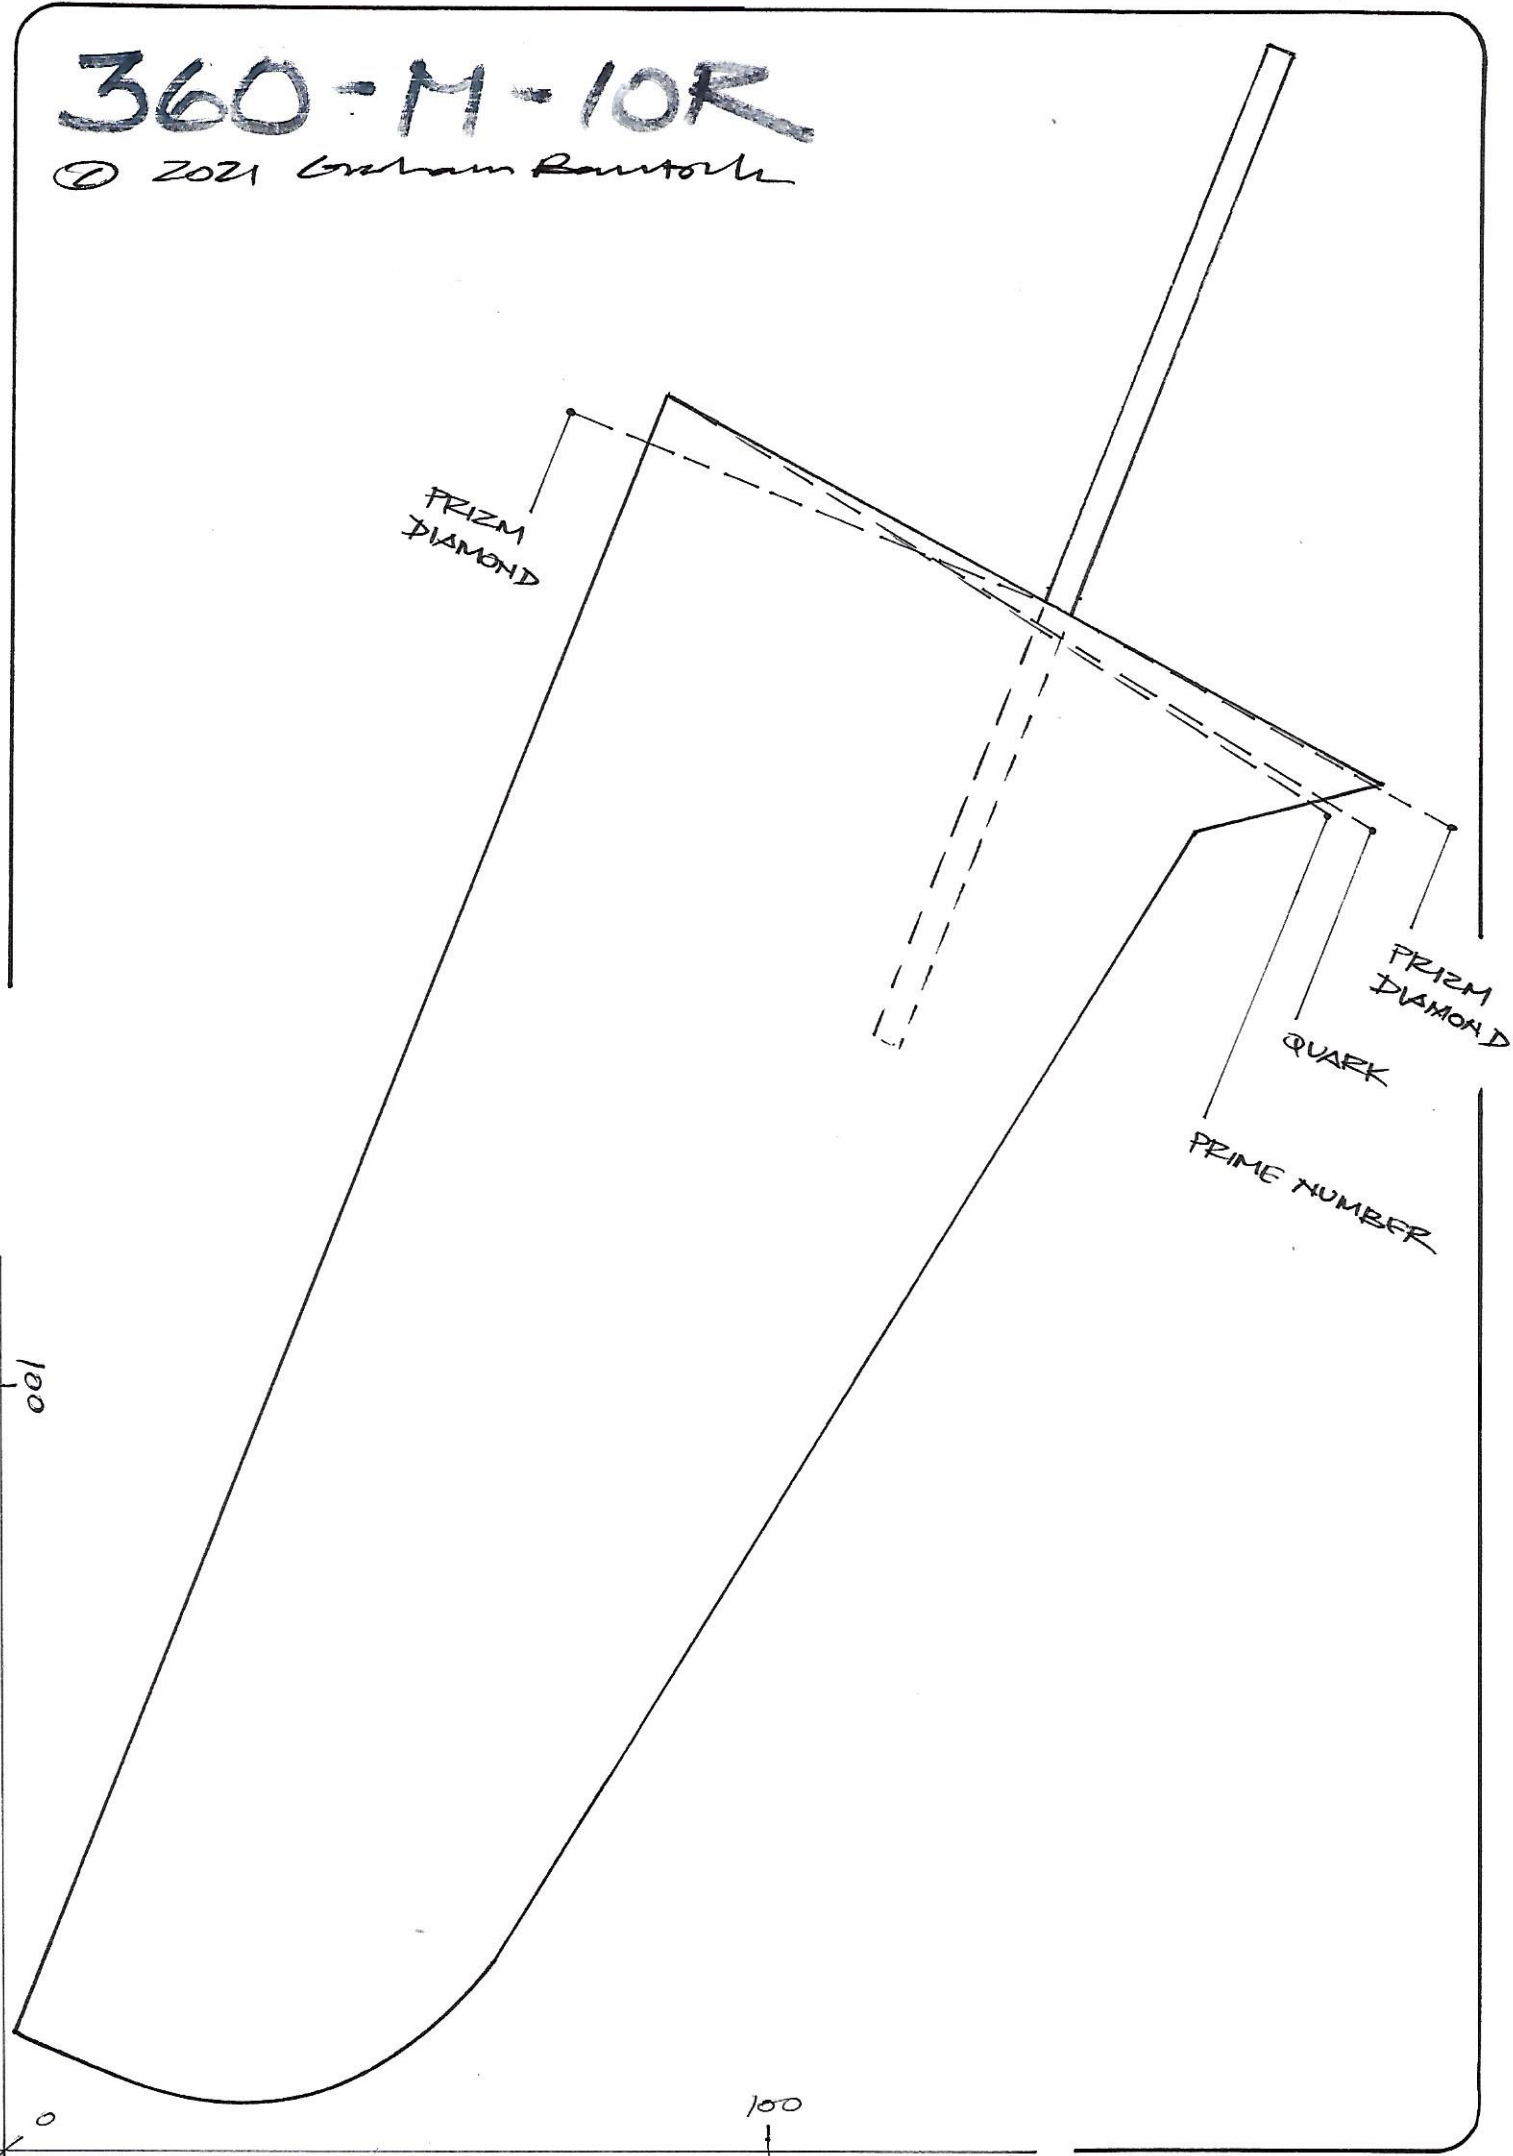 360-M-10R
© 2021 Graham Bantock
PRIZM
DIAMOND
PRIZM
DIAMOND
QUARK
PRIME NUMBER
100
0
100